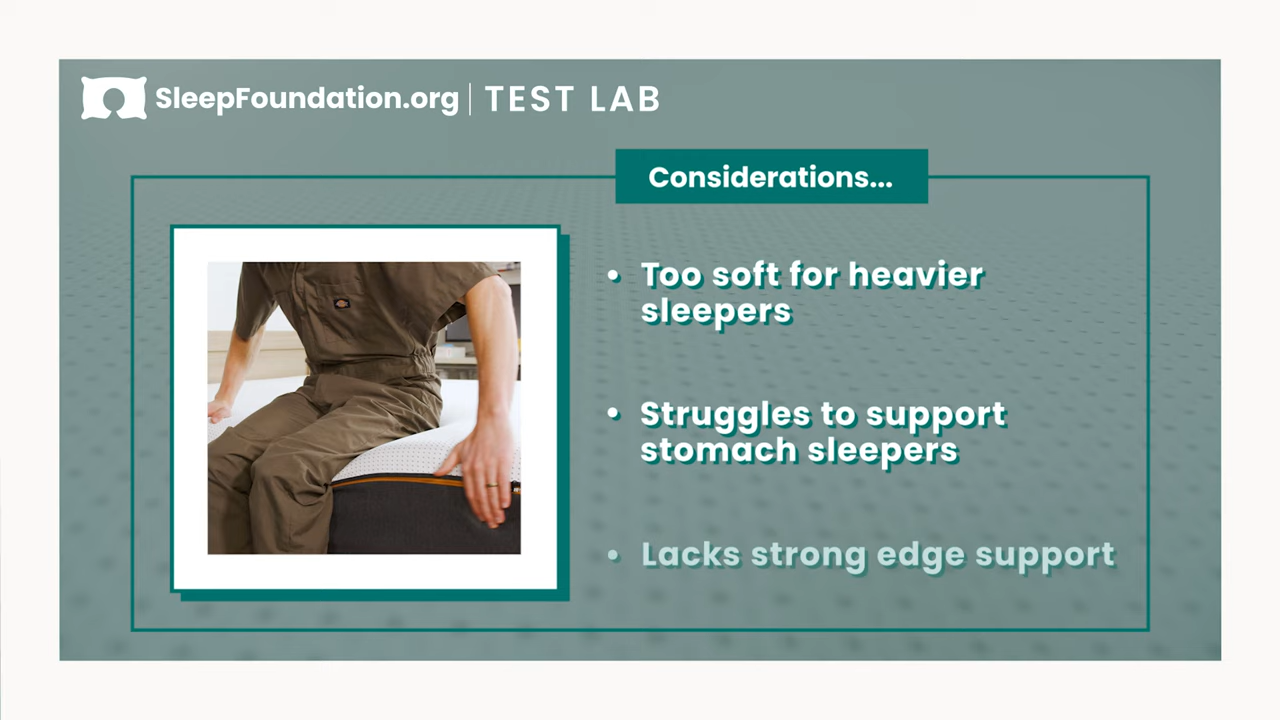 SleepFoundation.org | TEST LAB
Considerations...
• Too soft for heavier
sleepers
• Struggles to support
stomach sleepers
• Lacks strong edge support